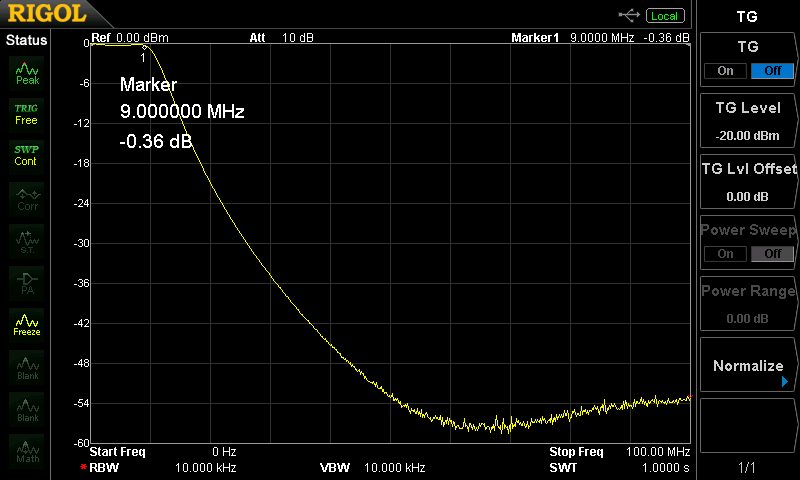 RIGOL
Local
TG
Status
Ref 0.00 dBm
Att 10 dB
Marker1 9.0000 MHz -0.36 dB
Peak
TRIG
Free
SWP
Cont
Corr
S.T.
PA
Freeze
Blank
Blank
Math
0
-6
-12
-18
-24
-30
-36
-42
-48
-54
-60
1
Marker
9.000000 MHz
-0.36 dB
Start Freq 0 Hz
Stop Freq 100.00 MHz
RBW 10.000 kHz
VBW 10.000 kHz
SWT 1.0000 s
TG
On Off
TG Level
-20.00 dBm
TG Lvl Offset
0.00 dB
Power Sweep
On Off
Power Range
0.00 dB
Normalize
1/1